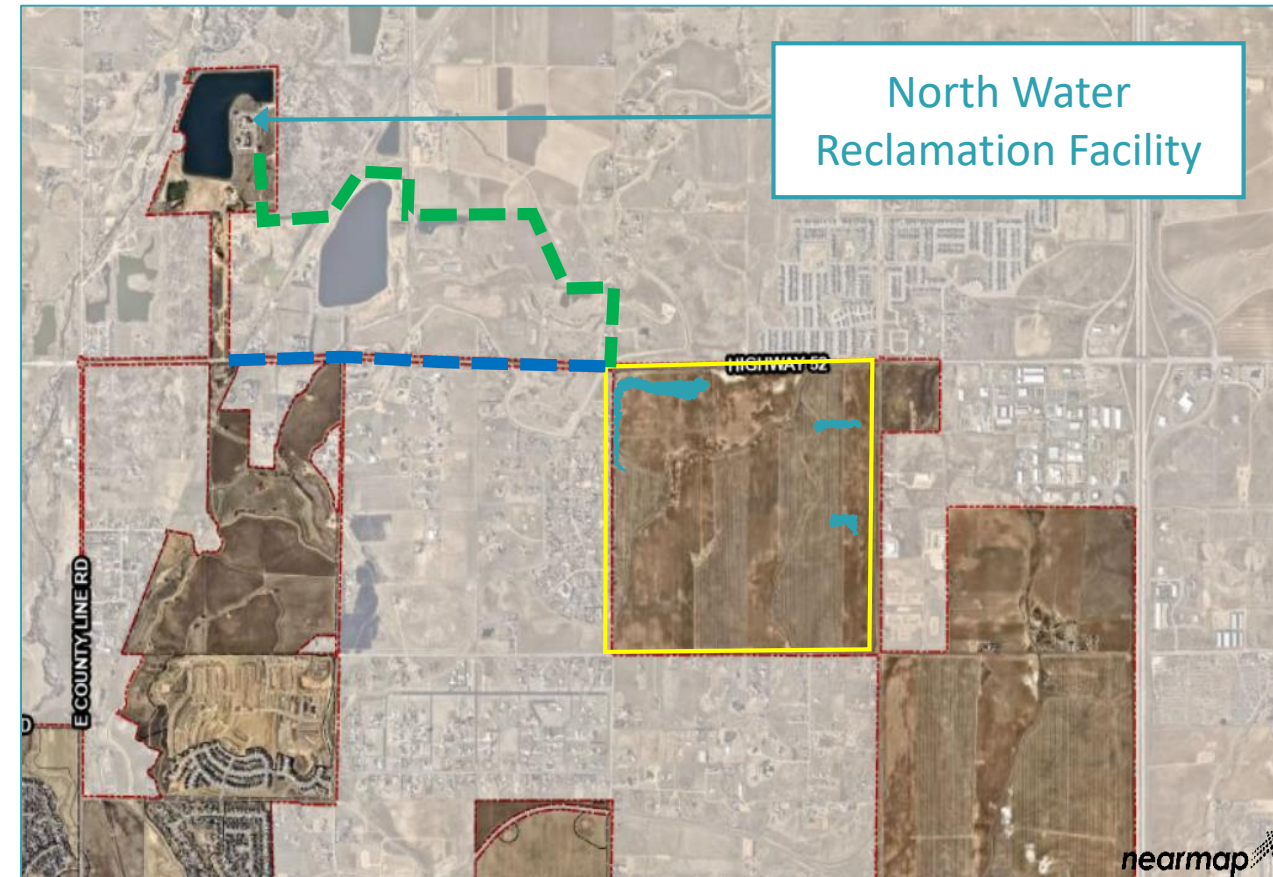 North Water
Reclamation Facility
HIGHWAY 52
E COUNTY LINE RD
D
nearmap